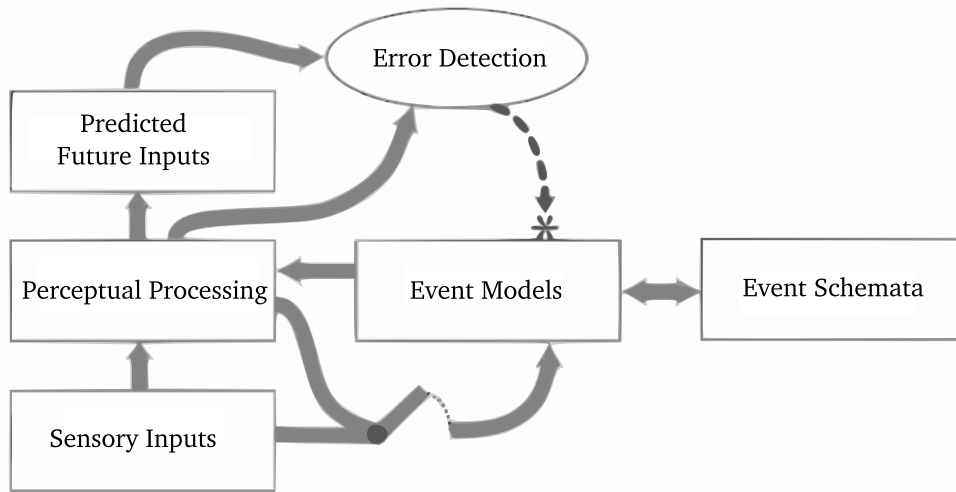 Error Detection
Predicted
Future Inputs
Perceptual Processing
Event Models
Event Schemata
Sensory Inputs